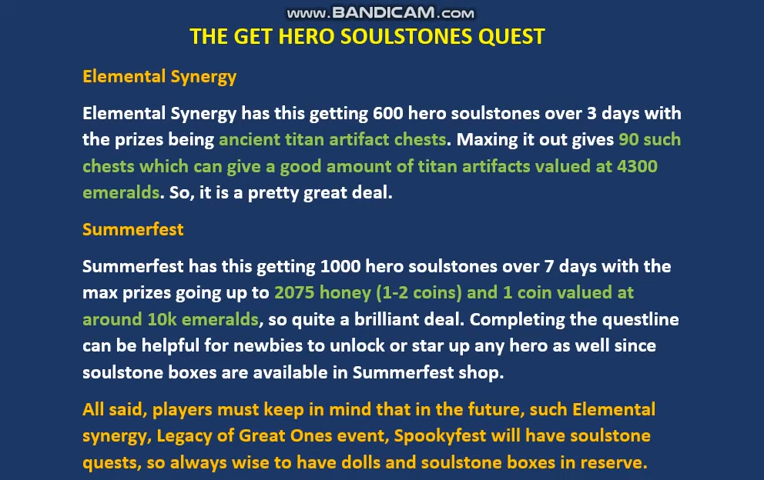 www.BANDICAM.com
THE GET HERO SOULSTONES QUEST
Elemental Synergy
Elemental Synergy has this getting 600 hero soulstones over 3 days with
the prizes being ancient titan artifact chests. Maxing it out gives 90 such
chests which can give a good amount of titan artifacts valued at 4300
emeralds. So, it is a pretty great deal.
Summerfest
Summerfest has this getting 1000 hero soulstones over 7 days with the
max prizes going up to 2075 honey (1-2 coins) and 1 coin valued at
around 10k emeralds, so quite a brilliant deal. Completing the questline
can be helpful for newbies to unlock or star up any hero as well since
soulstone boxes are available in Summerfest shop.
All said, players must keep in mind that in the future, such Elemental
synergy, Legacy of Great Ones event, Spookyfest will have soulstone
quests, so always wise to have dolls and soulstone boxes in reserve.